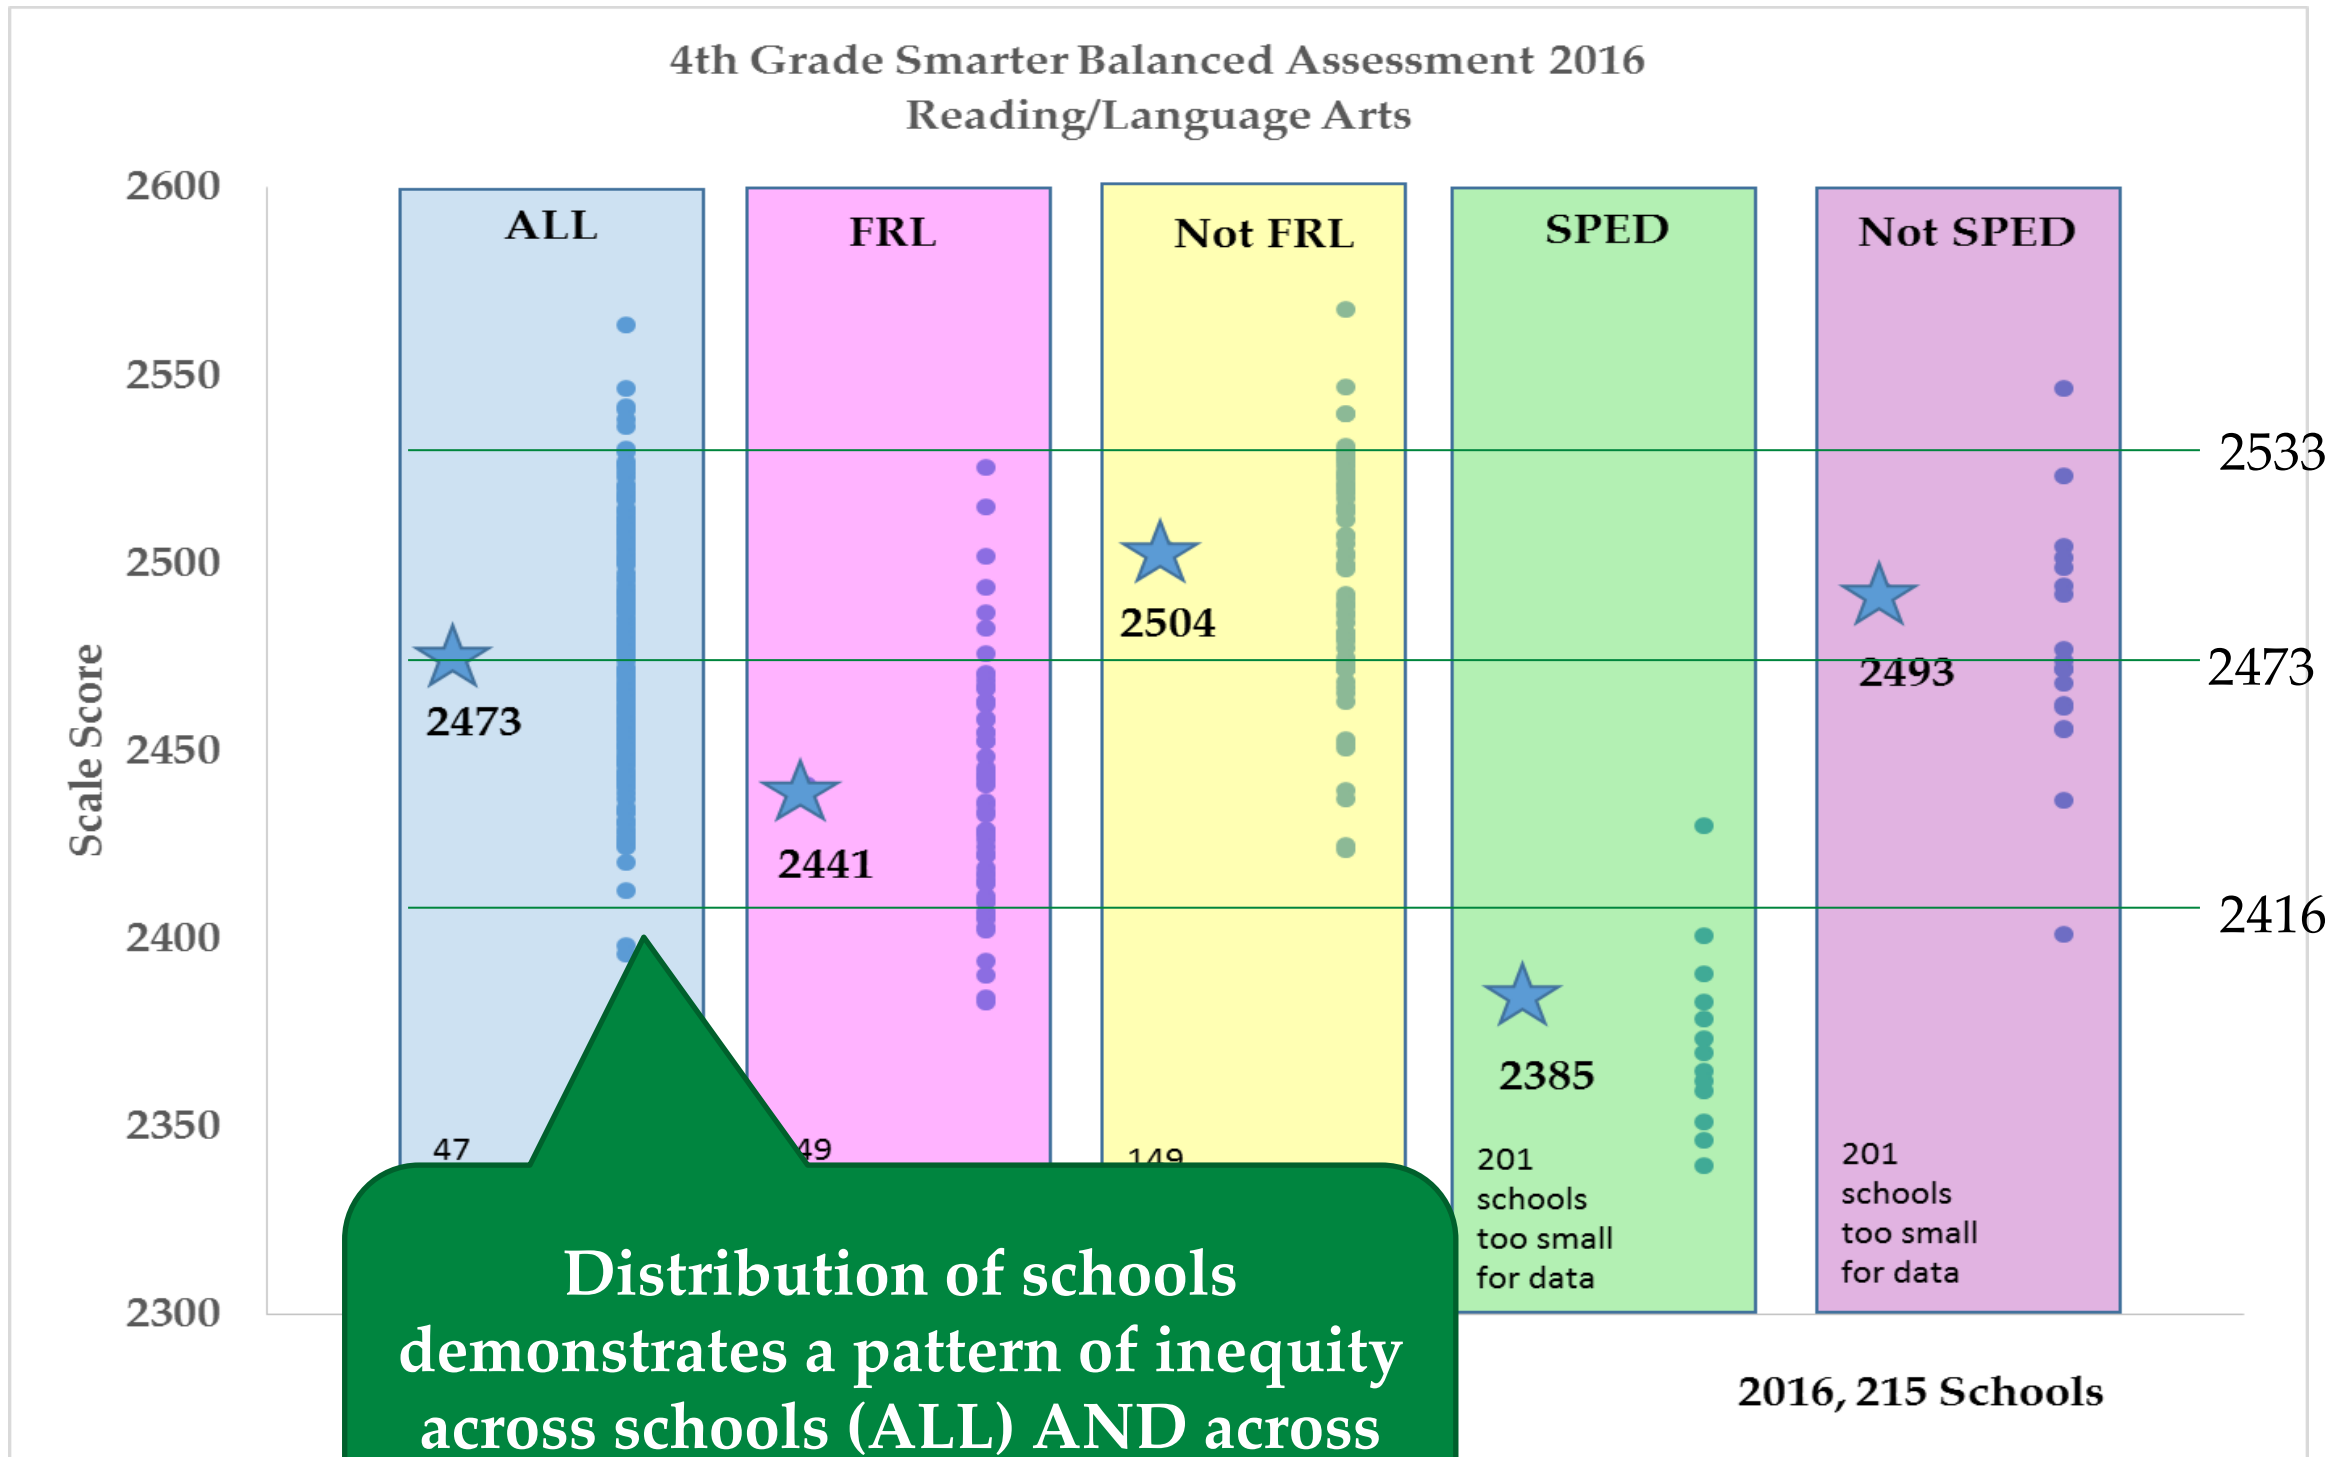 4th Grade Smarter Balanced Assessment 2016
Reading/Language Arts
2600
2550
2500
2450
2400
2350
2300
Scale Score
ALL
2473
47
FRL
2441
49
Not FRL
2504
149
SPED
2385
201
schools
too small
for data
Not SPED
2493
201
schools
too small
for data
2533
2473
2416
Distribution of schools
demonstrates a pattern of inequity
across schools (ALL) AND across
2016, 215 Schools